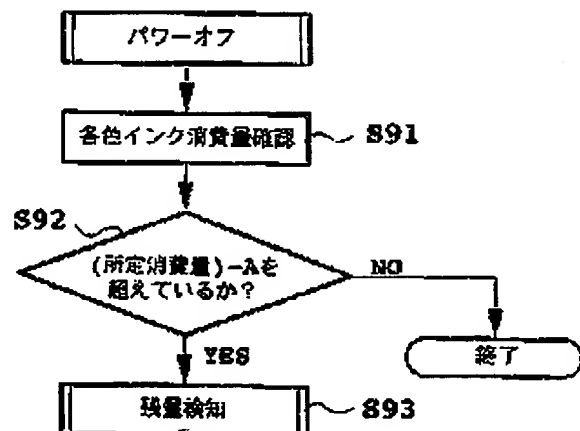 パワーオフ
各色インク消費量確認
S91
S92
(所定消費量)-Aを
超えているか?
NO
YES
終了
残量検知
S93